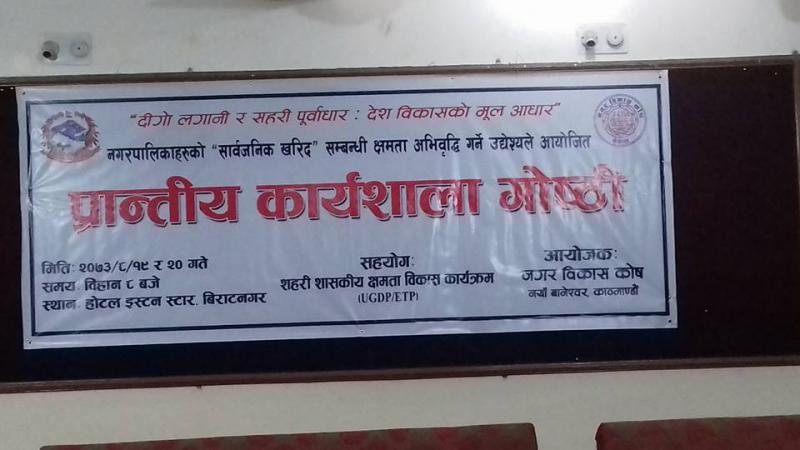 "दीगो लगानी र सहरी पूर्वाधार : देश विकासको मूल आधार"
नगरपालिकाहरुको "सार्वजनिक खरिद" सम्बन्धी क्षमता अभिवृद्धि गर्ने उद्येश्यले आयोजित
प्रान्तीय कार्यशाला गोष्ठी
मिति: २०७३/८/१९ र २० गते
समय: विहान ८ बजे
स्थान: होटल इस्टन स्टार, बिराटनगर
सहयोग:
शहरी शासकीय क्षमता विकास कार्यक्रम
(UGDP/ETP)
आयोजक:
नगर विकास कोष
नयाँ बानेश्वर, काठमाण्डौ